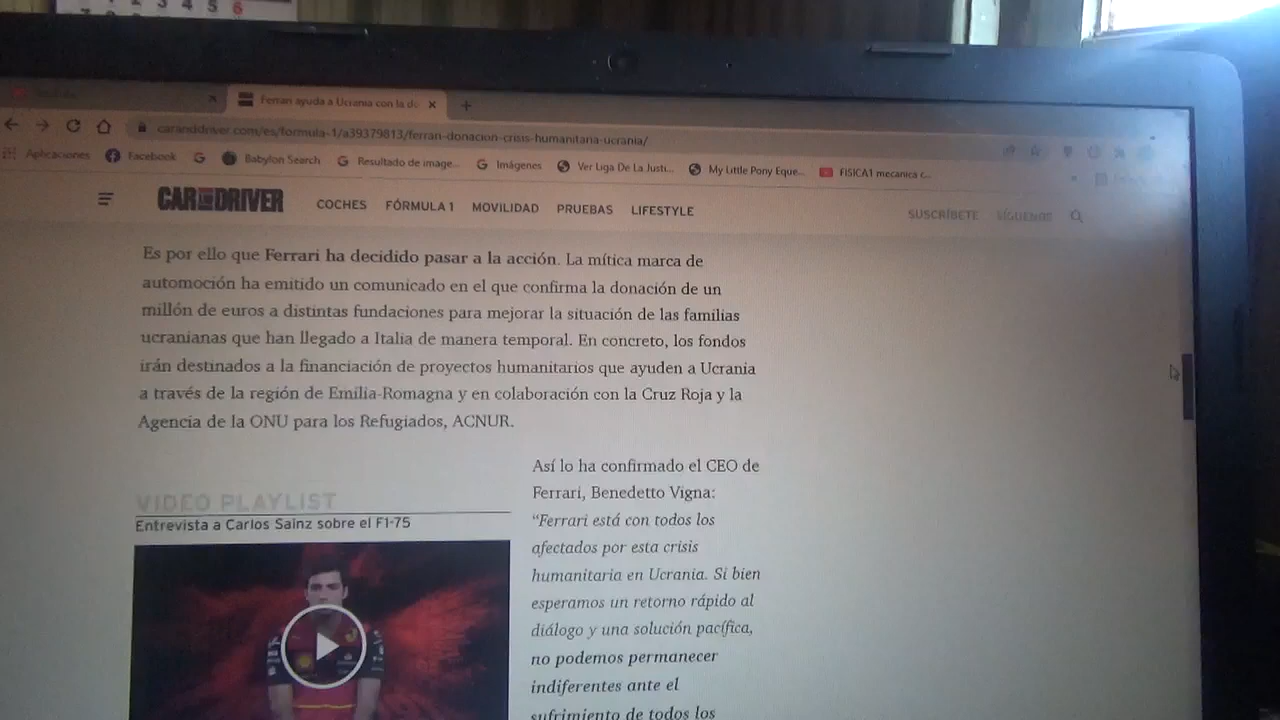 3 4 5 6
Ferrari ayuda a Ucrania con la do
caranddriver.com/es/formula-1/a39379813/ferrari-donacion-crisis-humanitaria-ucrania/
Aplicaciones Facebook Babylon Search Resultado de image... Imágenes Ver Liga De La Justi... My Little Pony Eque... FISICA1 mecanica c...
CAR AND DRIVER COCHES FÓRMULA 1 MOVILIDAD PRUEBAS LIFESTYLE SUSCRÍBETE SÍGUENOS
Es por ello que Ferrari ha decidido pasar a la acción. La mítica marca de
automoción ha emitido un comunicado en el que confirma la donación de un
millón de euros a distintas fundaciones para mejorar la situación de las familias
ucranianas que han llegado a Italia de manera temporal. En concreto, los fondos
irán destinados a la financiación de proyectos humanitarios que ayuden a Ucrania
a través de la región de Emilia-Romagna y en colaboración con la Cruz Roja y la
Agencia de la ONU para los Refugiados, ACNUR.
VIDEO PLAYLIST
Entrevista a Carlos Sainz sobre el F1-75
Así lo ha confirmado el CEO de
Ferrari, Benedetto Vigna:
“Ferrari está con todos los
afectados por esta crisis
humanitaria en Ucrania. Si bien
esperamos un retorno rápido al
diálogo y una solución pacífica,
no podemos permanecer
indiferentes ante el
sufrimiento de todos los